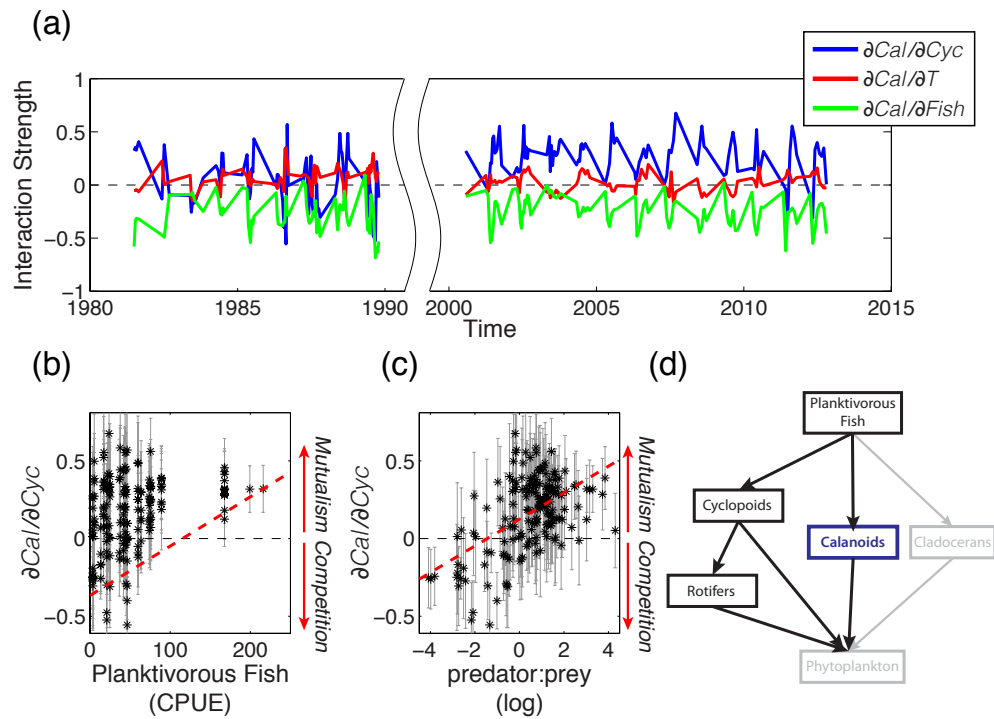 (a)
∂Cal/∂Cyc
∂Cal/∂T
∂Cal/∂Fish
Interaction Strength
1
0.5
0
−0.5
−1
1980 1985 1990 2000 2005 2010 2015
Time
(b)
∂Cal/∂Cyc
0.5
0
−0.5
0 100 200
Planktivorous Fish
(CPUE)
Mutualism
Competition
(c)
∂Cal/∂Cyc
0.5
0
−0.5
−4 −2 0 2 4
predator:prey
(log)
Mutualism
Competition
(d)
Planktivorous
Fish
Cyclopoids
Calanoids
Cladocerans
Rotifers
Phytoplankton